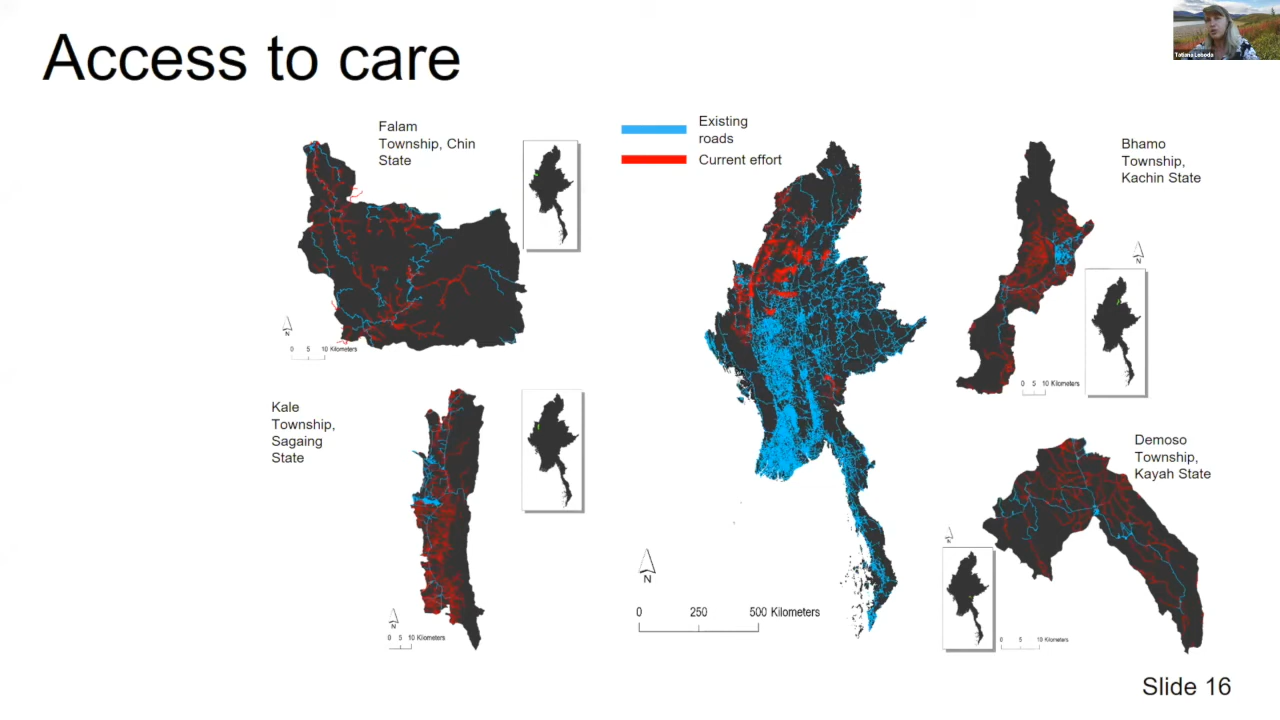 Access to care
Tatiana Loboda
Falam
Township, Chin
State
Existing
roads
Current effort
Bhamo
Township,
Kachin State
N
0 5 10 Kilometers
N
0 5 10 Kilometers
Kale
Township,
Sagaing
State
Demoso
Township,
Kayah State
N
N
0 250 500 Kilometers
N
0 5 10 Kilometers
0 5 10 Kilometers
Slide 16